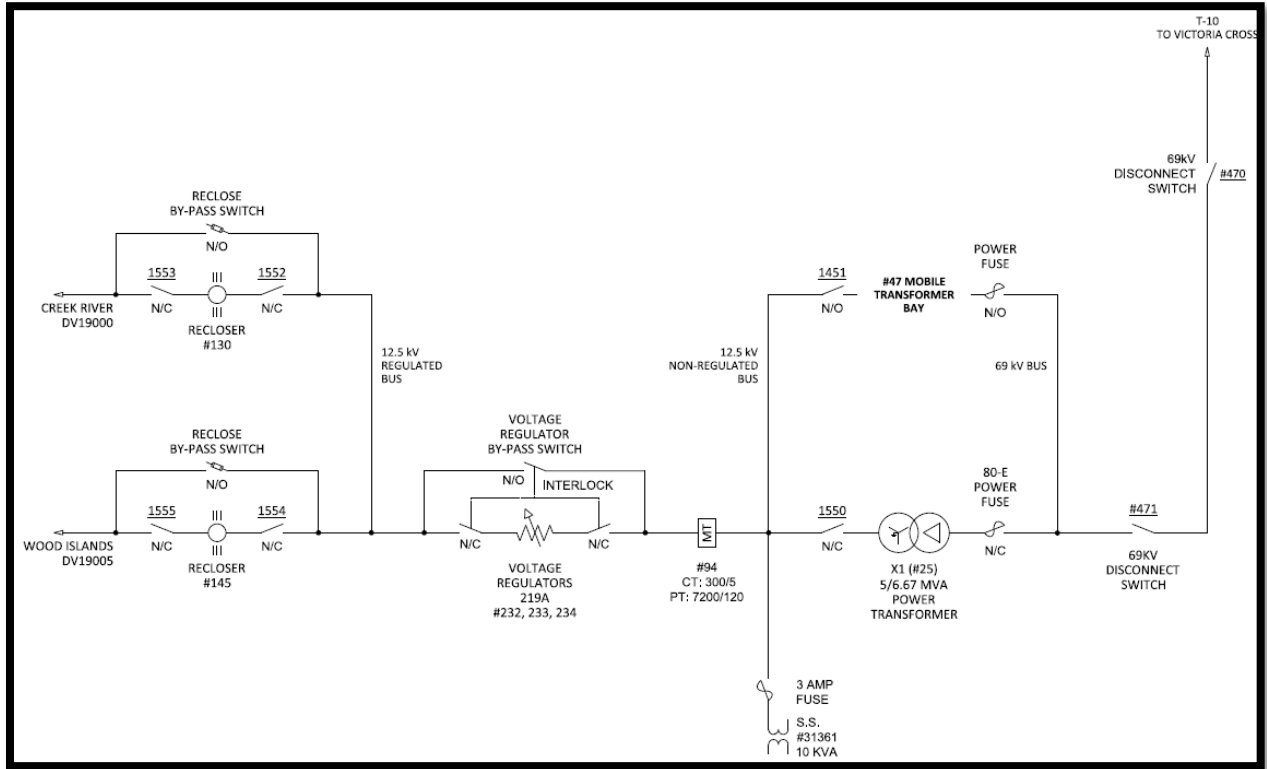 T-10
TO VICTORIA CROSS
69kV
DISCONNECT
SWITCH
#470
RECLOSE
BY-PASS SWITCH
N/O
1553
1552
N/C
N/C
CREEK RIVER
DV19000
RECLOSER
#130
12.5 kV
REGULATED
BUS
12.5 kV
NON-REGULATED
BUS
1451
N/O
#47 MOBILE
TRANSFORMER
BAY
POWER
FUSE
N/O
69 kV BUS
RECLOSE
BY-PASS SWITCH
N/O
1555
1554
N/C
N/C
WOOD ISLANDS
DV19005
RECLOSER
#145
VOLTAGE
REGULATOR
BY-PASS SWITCH
N/O
INTERLOCK
N/C
N/C
VOLTAGE
REGULATORS
219A
#232, 233, 234
MT
#94
CT; 300/5
PT: 7200/120
1550
N/C
X1 (#25)
5/6.67 MVA
POWER
TRANSFORMER
80-E
POWER
FUSE
N/C
#471
69KV
DISCONNECT
SWITCH
3 AMP
FUSE
S.S.
#31361
10 KVA